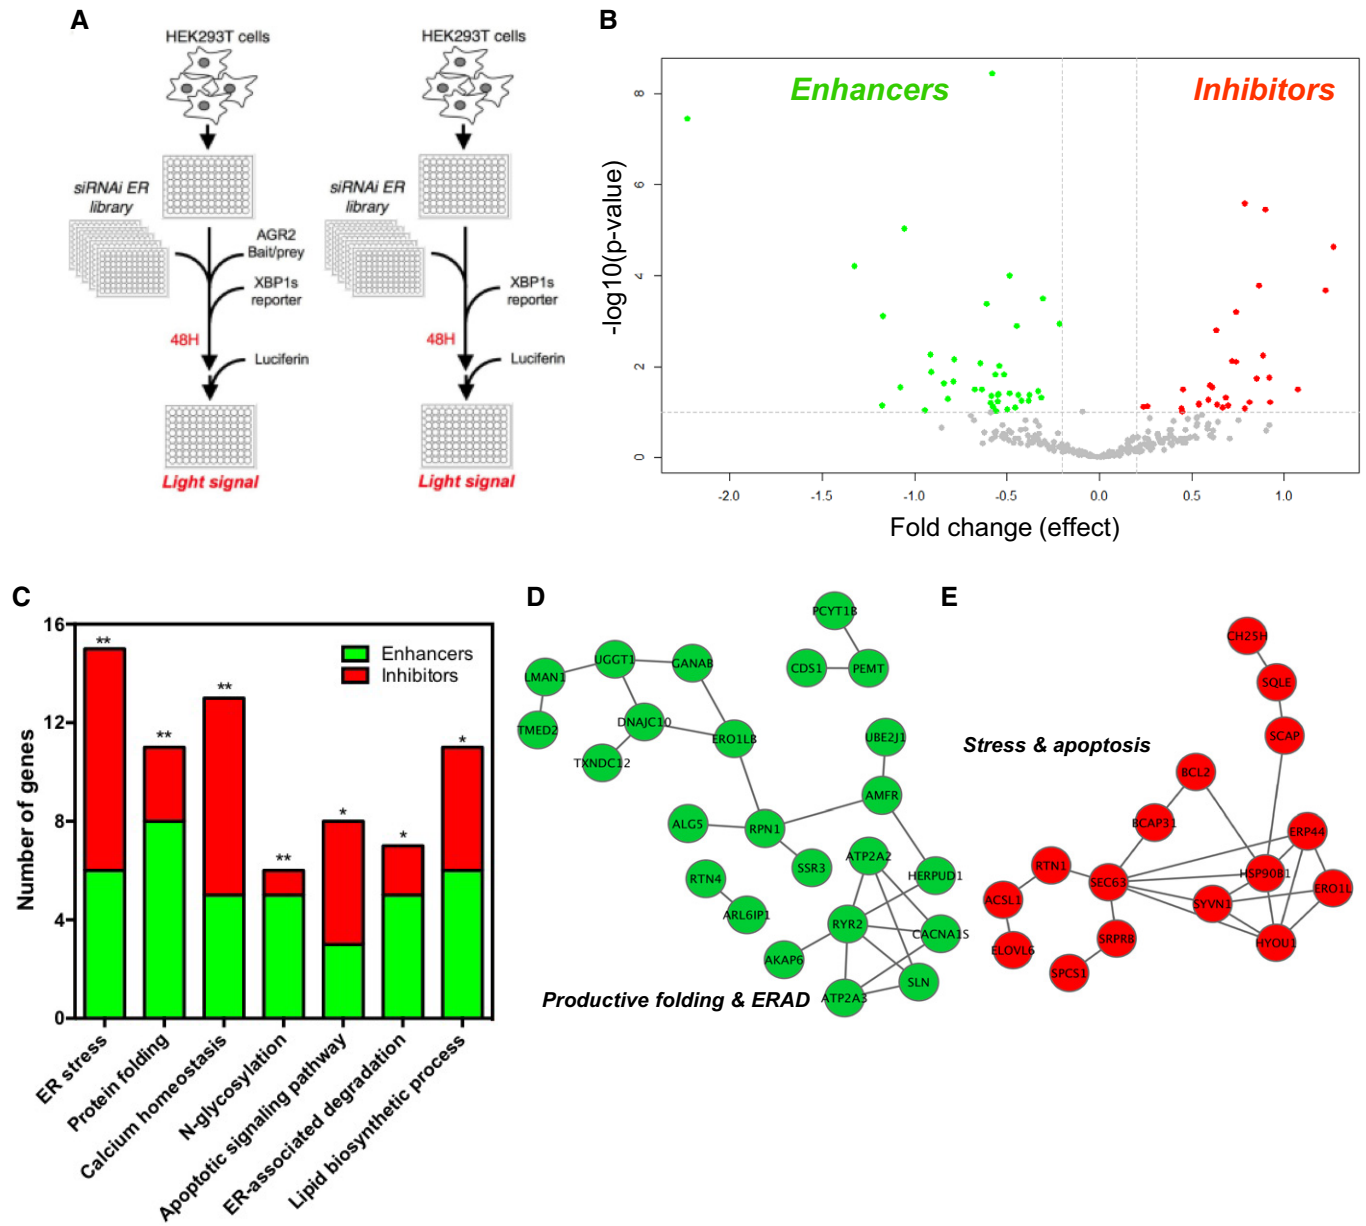 A
HEK293T cells
siRNAi ER
library
AGR2
Bait/prey
XBP1s
reporter
48H
Luciferin
Light signal
HEK293T cells
siRNAi ER
library
XBP1s
reporter
48H
Luciferin
Light signal
B
Enhancers
Inhibitors
8
6
4
2
0
-log10(p-value)
-2.0
-1.5
-1.0
-0.5
0.0
0.5
1.0
Fold change (effect)
C
16
12
8
4
0
Number of genes
Enhancers
Inhibitors
**
**
**
**
*
*
*
ER stress
Protein folding
Calcium homeostasis
N-glycosylation
Apoptotic signaling pathway
ER-associated degradation
Lipid biosynthetic process
D
PCYT1B
CDS1
PEMT
UGGT1
GANAB
LMAN1
TMED2
DNAJC10
TXNDC12
ERO1LB
UBE2J1
AMFR
ALG5
RPN1
SSR3
ATP2A2
HERPUD1
RTN4
ARL6IP1
RYR2
CACNA1S
AKAP6
SLN
ATP2A3
Productive folding & ERAD
E
CH25H
SQLE
SCAP
Stress & apoptosis
BCL2
BCAP31
ERP44
RTN1
SEC63
HSP90B1
ERO1L
ACSL1
SYVN1
ELOVL6
SRPRB
HYOU1
SPCS1